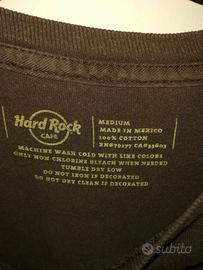 Hard Rock
CAFE
MEDIUM
MADE IN MEXICO
100% COTTON
RN#79177 CA#33603
MACHINE WASH COLD WITH LIKE COLORS
ONLY NON CHLORINE BLEACH WHEN NEEDED
TUMBLE DRY LOW
DO NOT IRON IF DECORATED
DO NOT DRY CLEAN IF DECORATED
subito